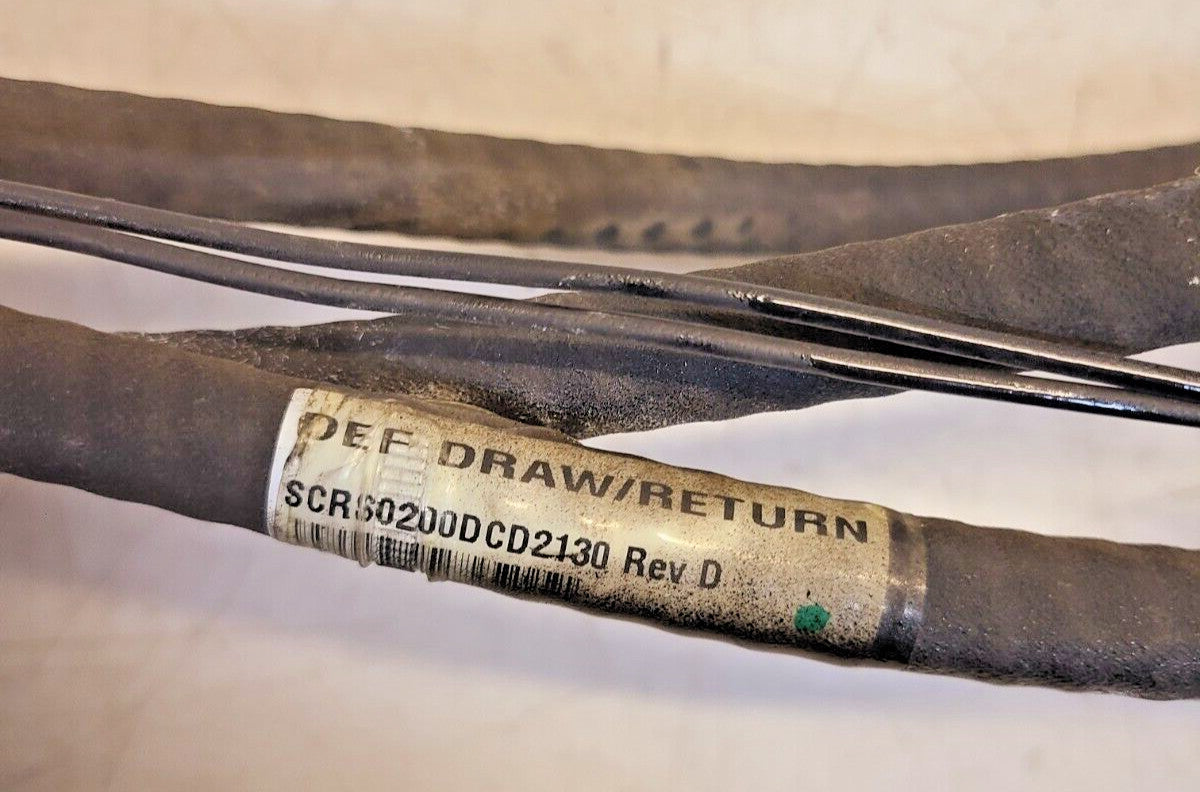 DEF DRAW/RETURN
SCRS0200DCD2130 Rev D